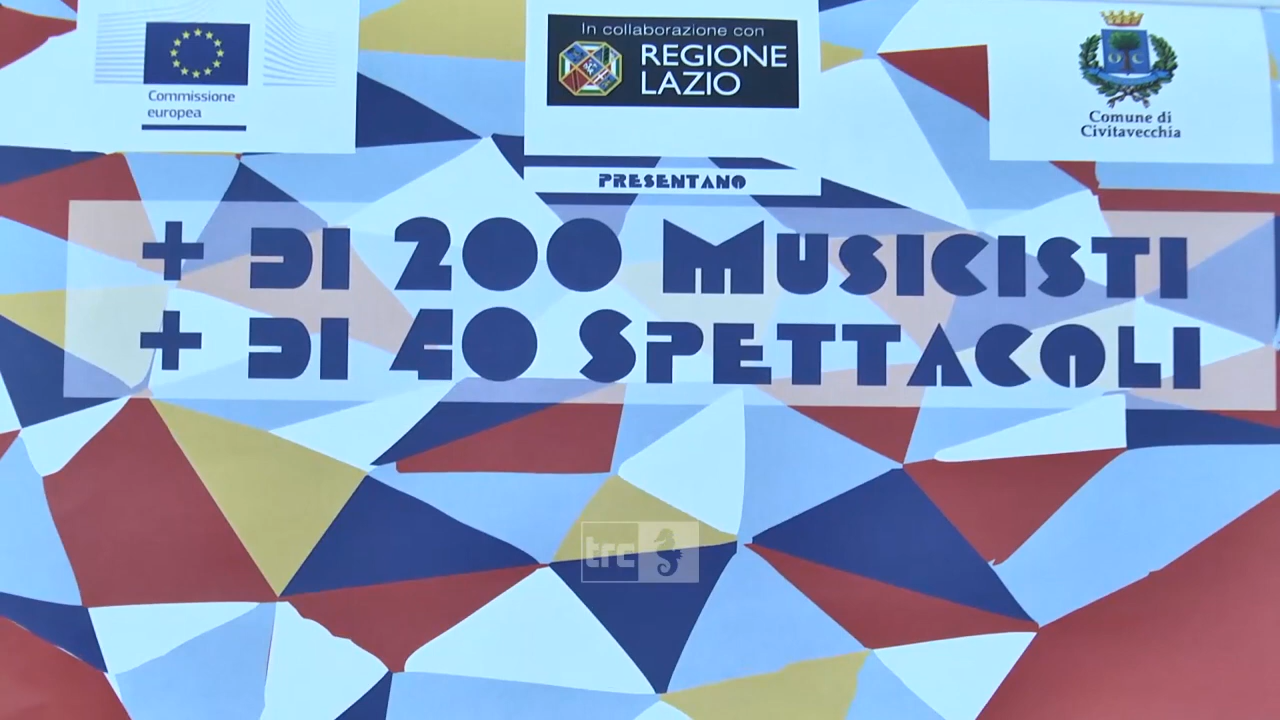 Commissione
europea
In collaborazione con
REGIONE
LAZIO
O C
Comune di
Civitavecchia
PRESENTANO
+ DI 200 MUSICISTI
+ DI 40 SPETTACOLI
trc